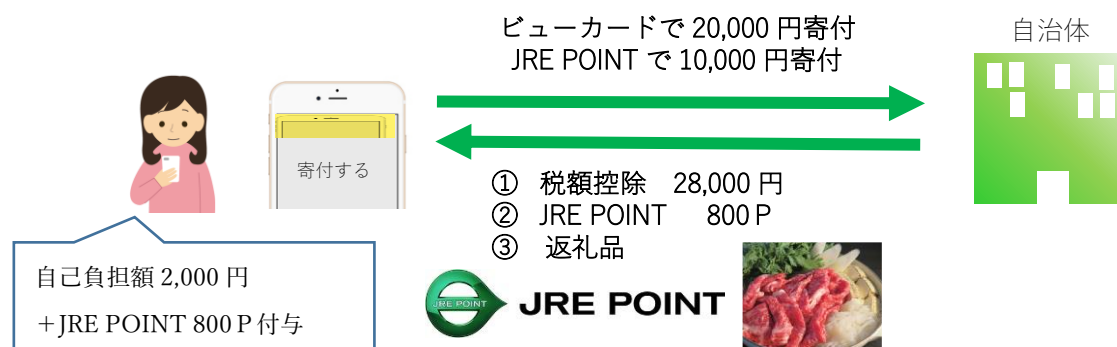 ビューカードで 20,000 円寄付
JRE POINT で 10,000 円寄付
自治体
寄付する
① 税額控除 28,000 円
② JRE POINT 800 P
③ 返礼品
自己負担額 2,000 円
＋JRE POINT 800 P 付与
JRE POINT
JRE POINT